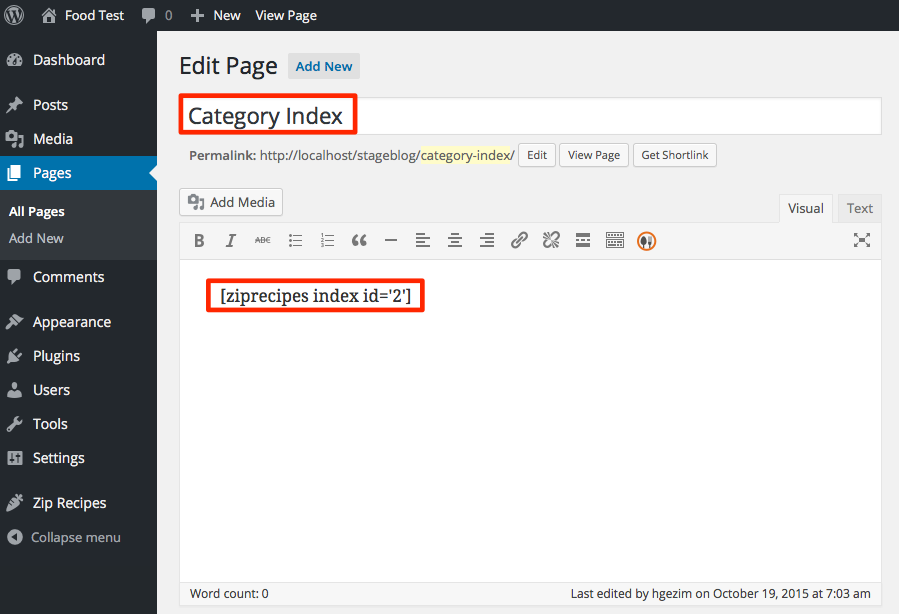 Food Test 0 New View Page
Dashboard
Posts
Media
Pages
All Pages
Add New
Comments
Appearance
Plugins
Users
Tools
Settings
Zip Recipes
Collapse menu
Edit Page Add New
Category Index
Permalink: http://localhost/stageblog/category-index/ Edit View Page Get Shortlink
Add Media
Visual Text
B I ABC
[ziprecipes index id='2']
Word count: 0 Last edited by hgezim on October 19, 2015 at 7:03 am